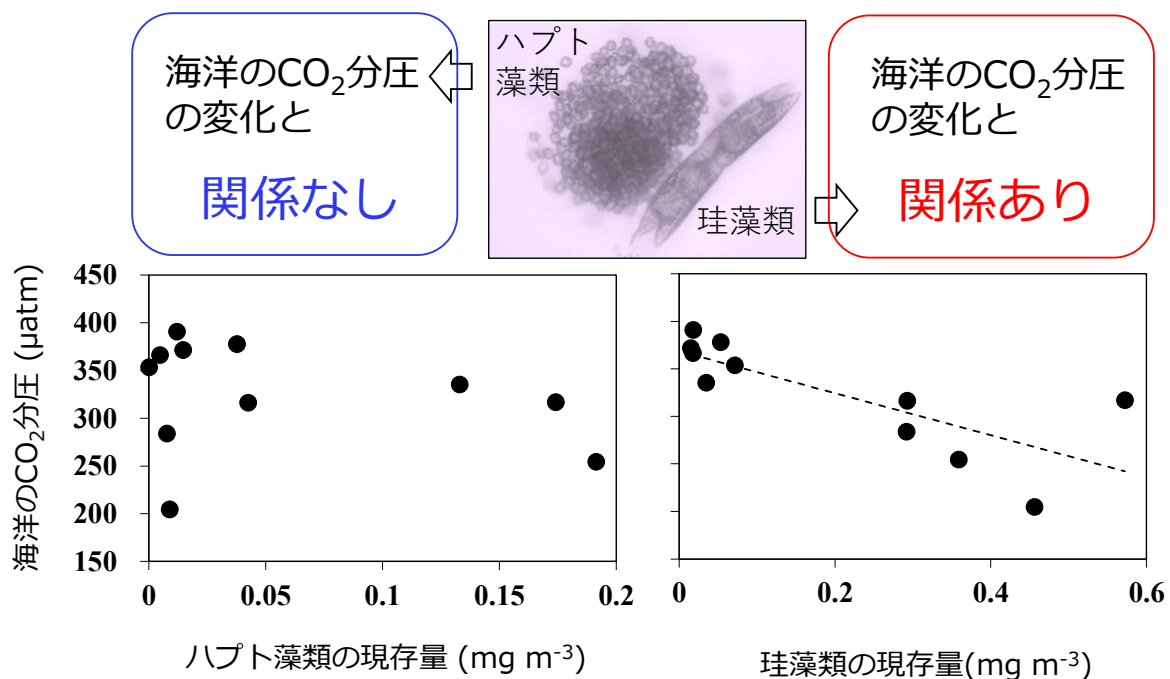 海洋のCO₂分圧
の変化と
関係なし
ハプト
藻類
珪藻類
海洋のCO₂分圧
の変化と
関係あり
海洋のCO₂分圧 (μatm)
450
400
350
300
250
200
150
0
0.05
0.1
0.15
0.2
ハプト藻類の現存量 (mg m⁻³)
0
0.2
0.4
0.6
珪藻類の現存量(mg m⁻³)